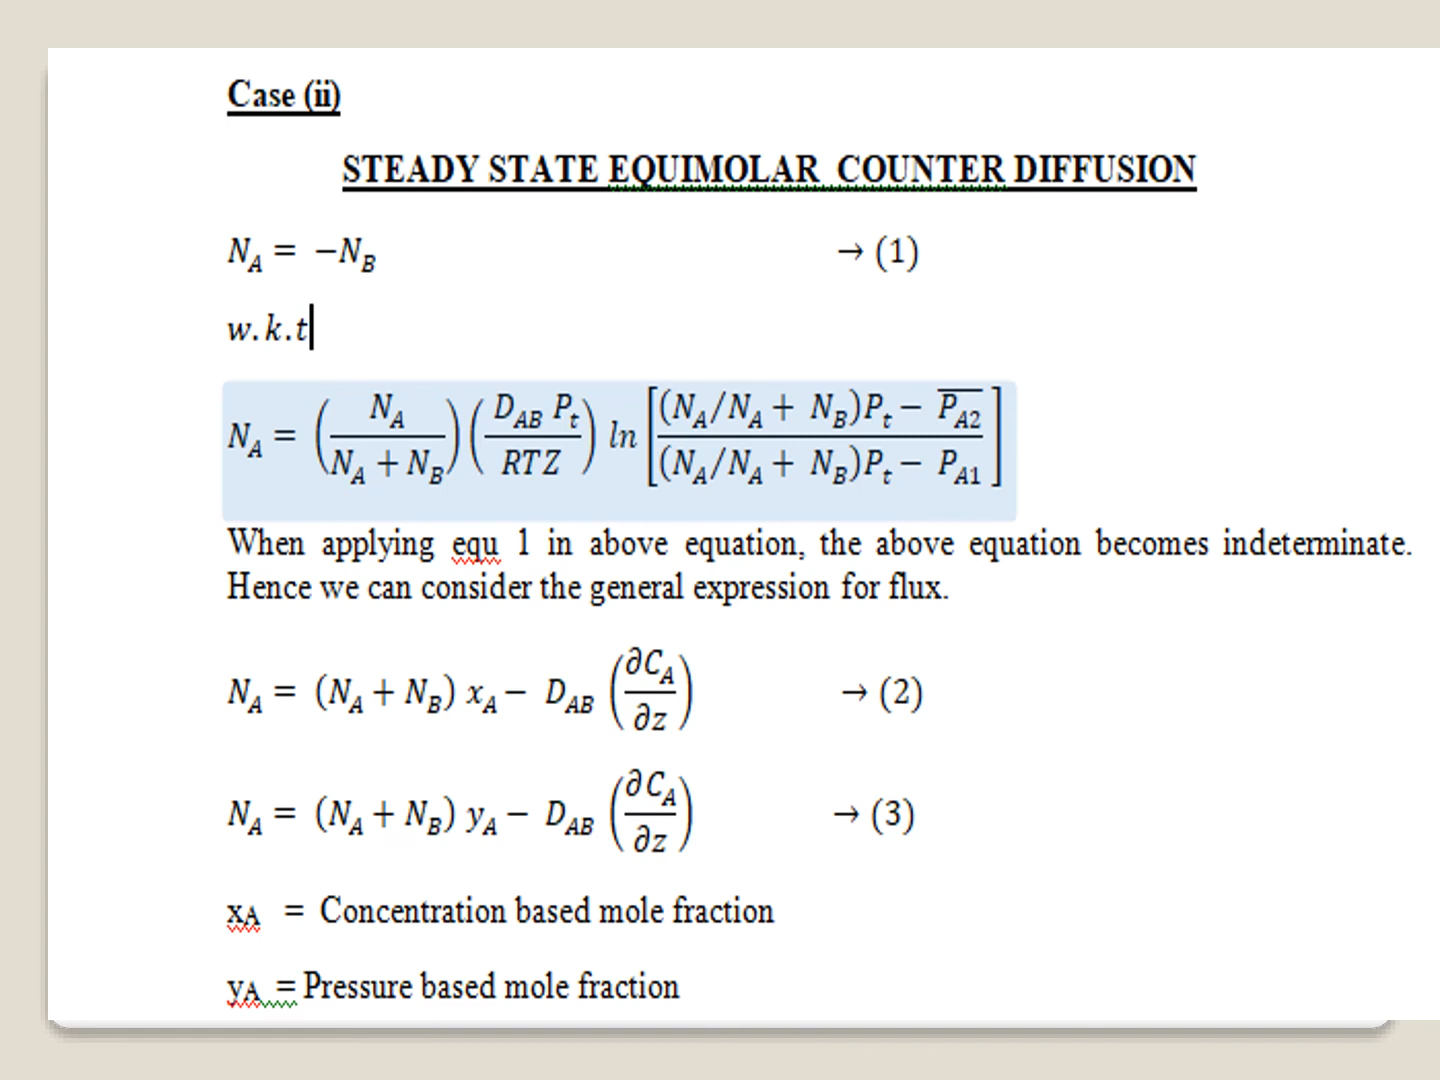 Case (ii)
STEADY STATE EQUIMOLAR COUNTER DIFFUSION
N_A = −N_B → (1)
w.k.t
N_A = (N_A / (N_A + N_B)) (D_AB P_t / RTZ) ln [((N_A/N_A + N_B)P_t − \overline{P_A2}) / ((N_A/N_A + N_B)P_t − P_A1)]
When applying equ 1 in above equation, the above equation becomes indeterminate.
Hence we can consider the general expression for flux.
N_A = (N_A + N_B) x_A − D_AB (∂C_A / ∂z) → (2)
N_A = (N_A + N_B) y_A − D_AB (∂C_A / ∂z) → (3)
xA = Concentration based mole fraction
yA = Pressure based mole fraction